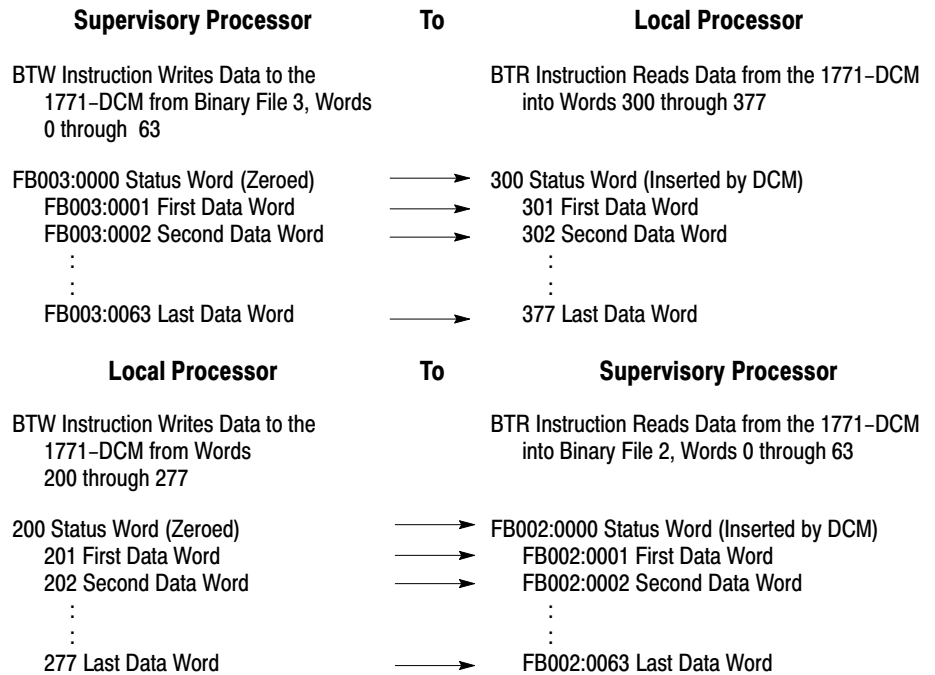 Supervisory Processor To Local Processor
BTW Instruction Writes Data to the
1771–DCM from Binary File 3, Words
0 through 63
BTR Instruction Reads Data from the 1771–DCM
into Words 300 through 377
FB003:0000 Status Word (Zeroed) 300 Status Word (Inserted by DCM)
FB003:0001 First Data Word 301 First Data Word
FB003:0002 Second Data Word 302 Second Data Word
: :
: :
FB003:0063 Last Data Word 377 Last Data Word
Local Processor To Supervisory Processor
BTW Instruction Writes Data to the
1771–DCM from Words
200 through 277
BTR Instruction Reads Data from the 1771–DCM
into Binary File 2, Words 0 through 63
200 Status Word (Zeroed) FB002:0000 Status Word (Inserted by DCM)
201 First Data Word FB002:0001 First Data Word
202 Second Data Word FB002:0002 Second Data Word
: :
: :
277 Last Data Word FB002:0063 Last Data Word